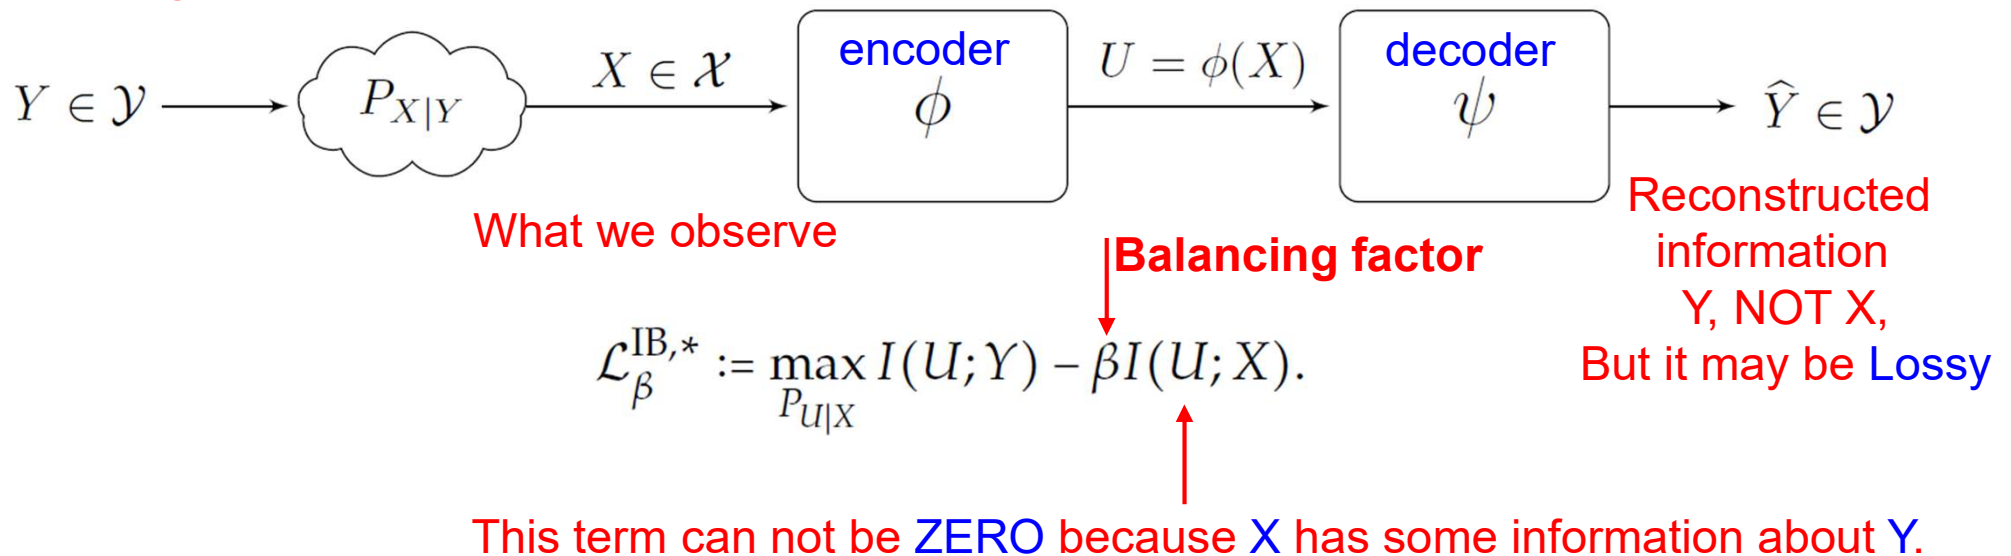 Y ∈ 𝒴
P_{X|Y}
X ∈ 𝒳
encoder
ϕ
U = ϕ(X)
decoder
ψ
Ŷ ∈ 𝒴
What we observe
Reconstructed
information
Y, NOT X,
But it may be Lossy
Balancing factor
ℒ_β^{IB,*} := max_{P_{U|X}} I(U;Y) − βI(U;X).
This term can not be ZERO because X has some information about Y.